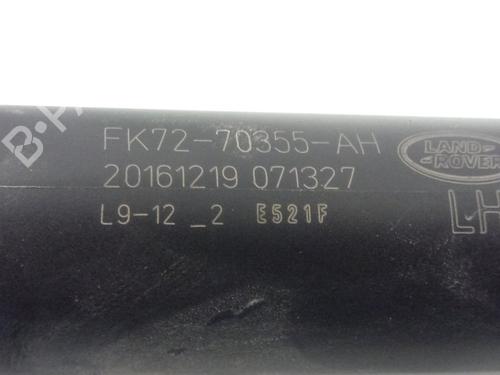 FK72-70355-AH
20161219 071327
L9-12 _2 E521F
LAND
ROVER
LH